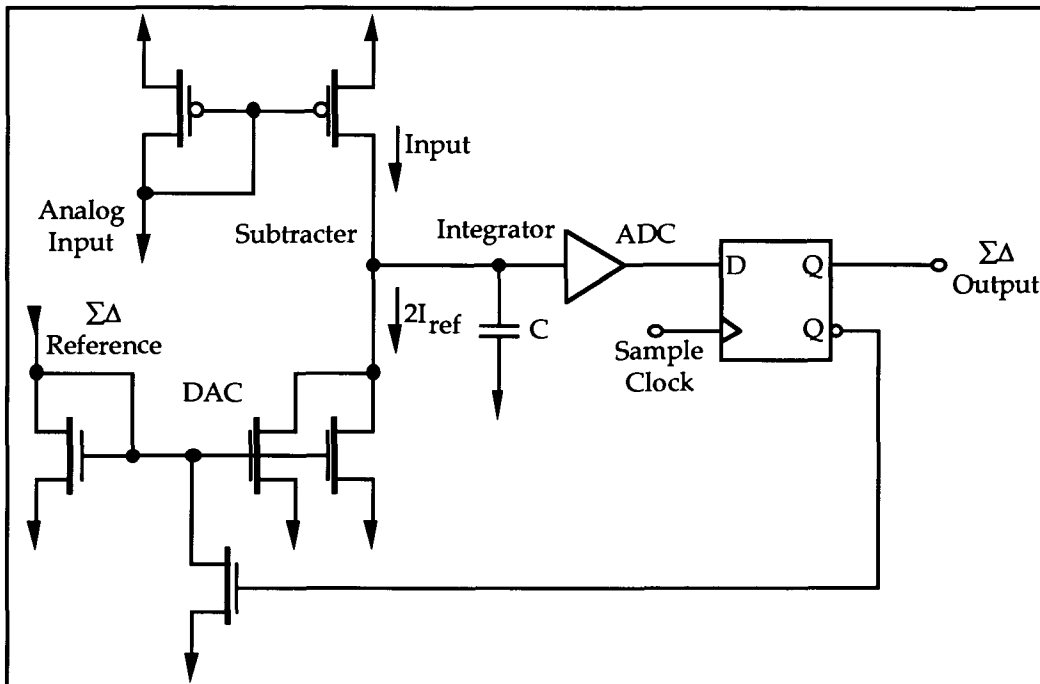 Input
Analog
Input
Subtracter
Integrator
ADC
D
Q
ΣΔ
Output
ΣΔ
Reference
2I_ref
C
Sample
Clock
Q
DAC